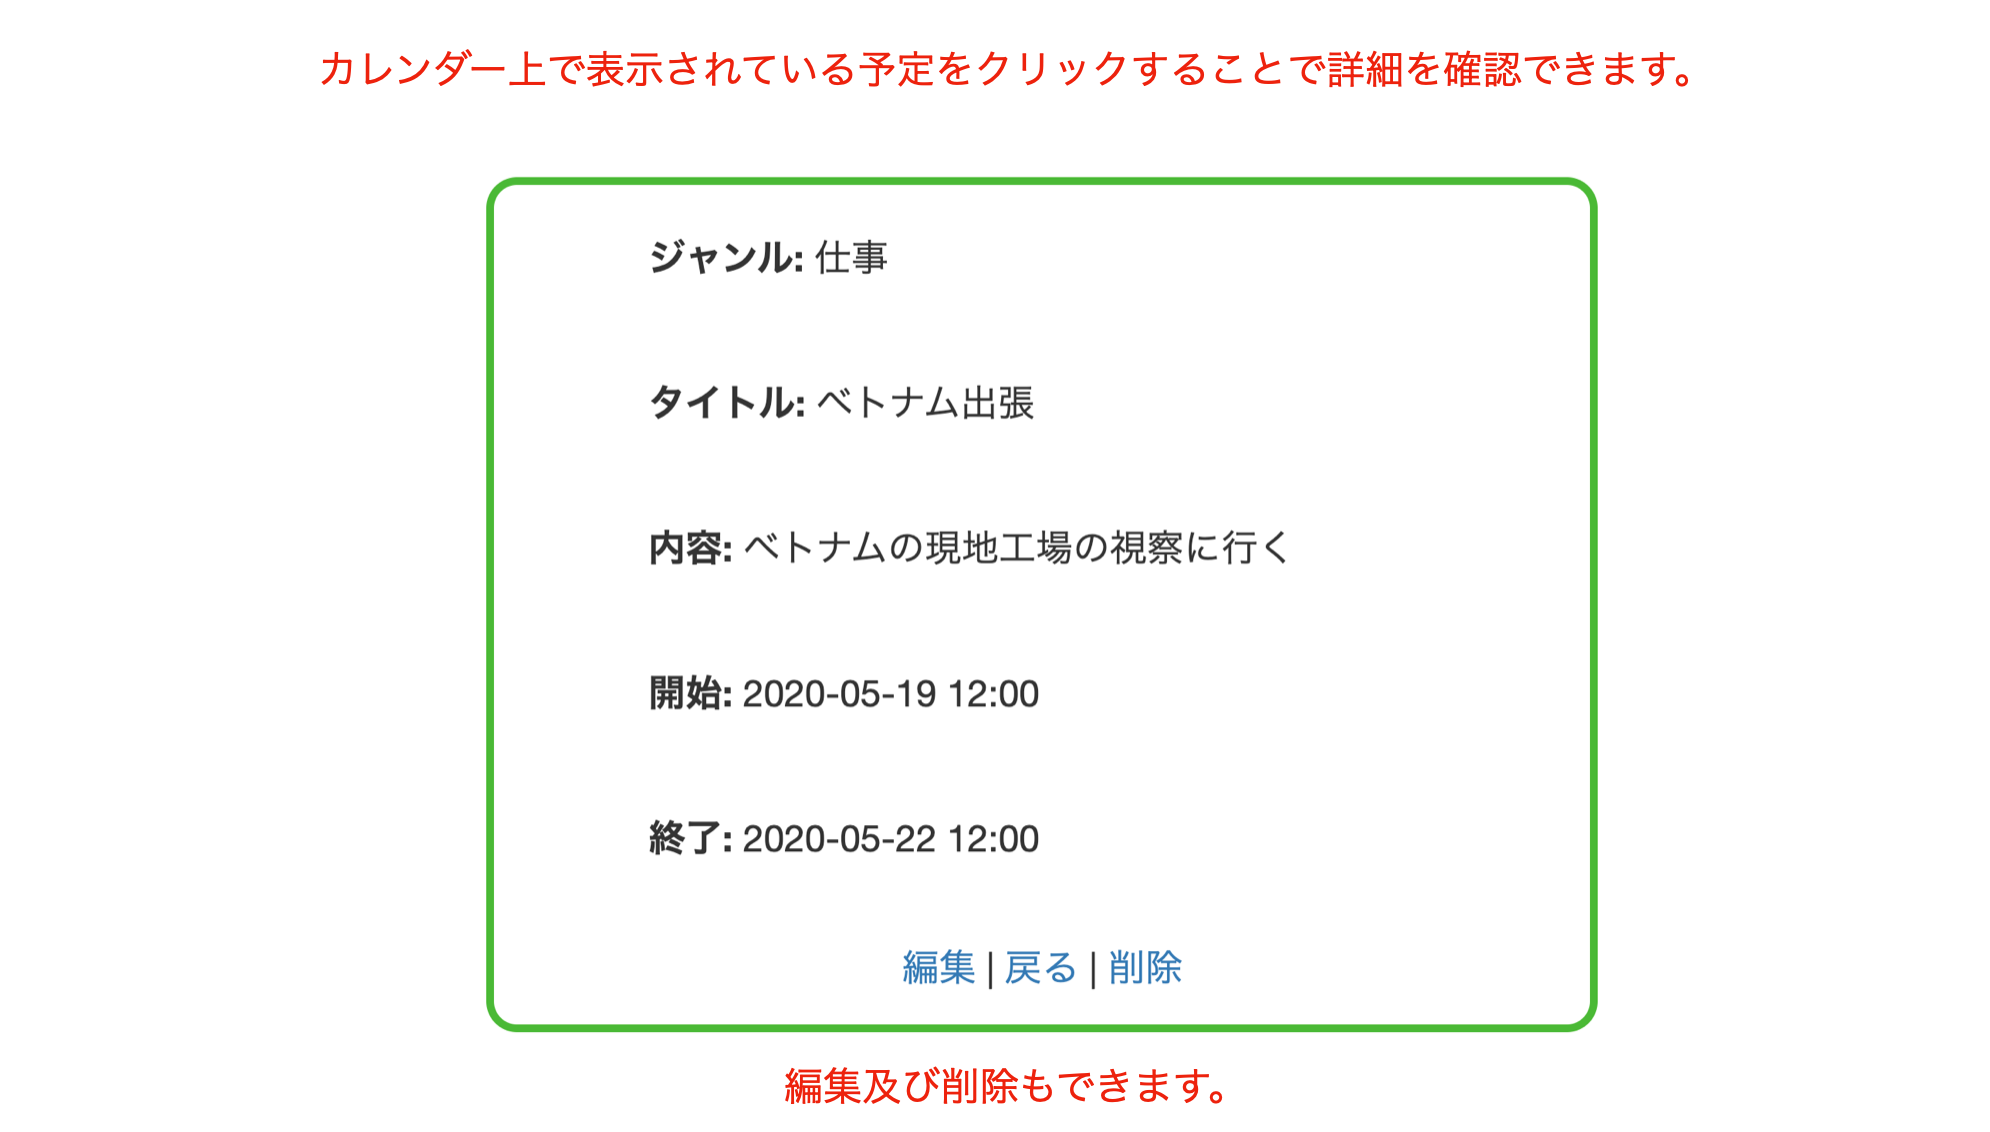 カレンダー上で表示されている予定をクリックすることで詳細を確認できます。
ジャンル: 仕事
タイトル: ベトナム出張
内容: ベトナムの現地工場の視察に行く
開始: 2020-05-19 12:00
終了: 2020-05-22 12:00
編集 | 戻る | 削除
編集及び削除もできます。